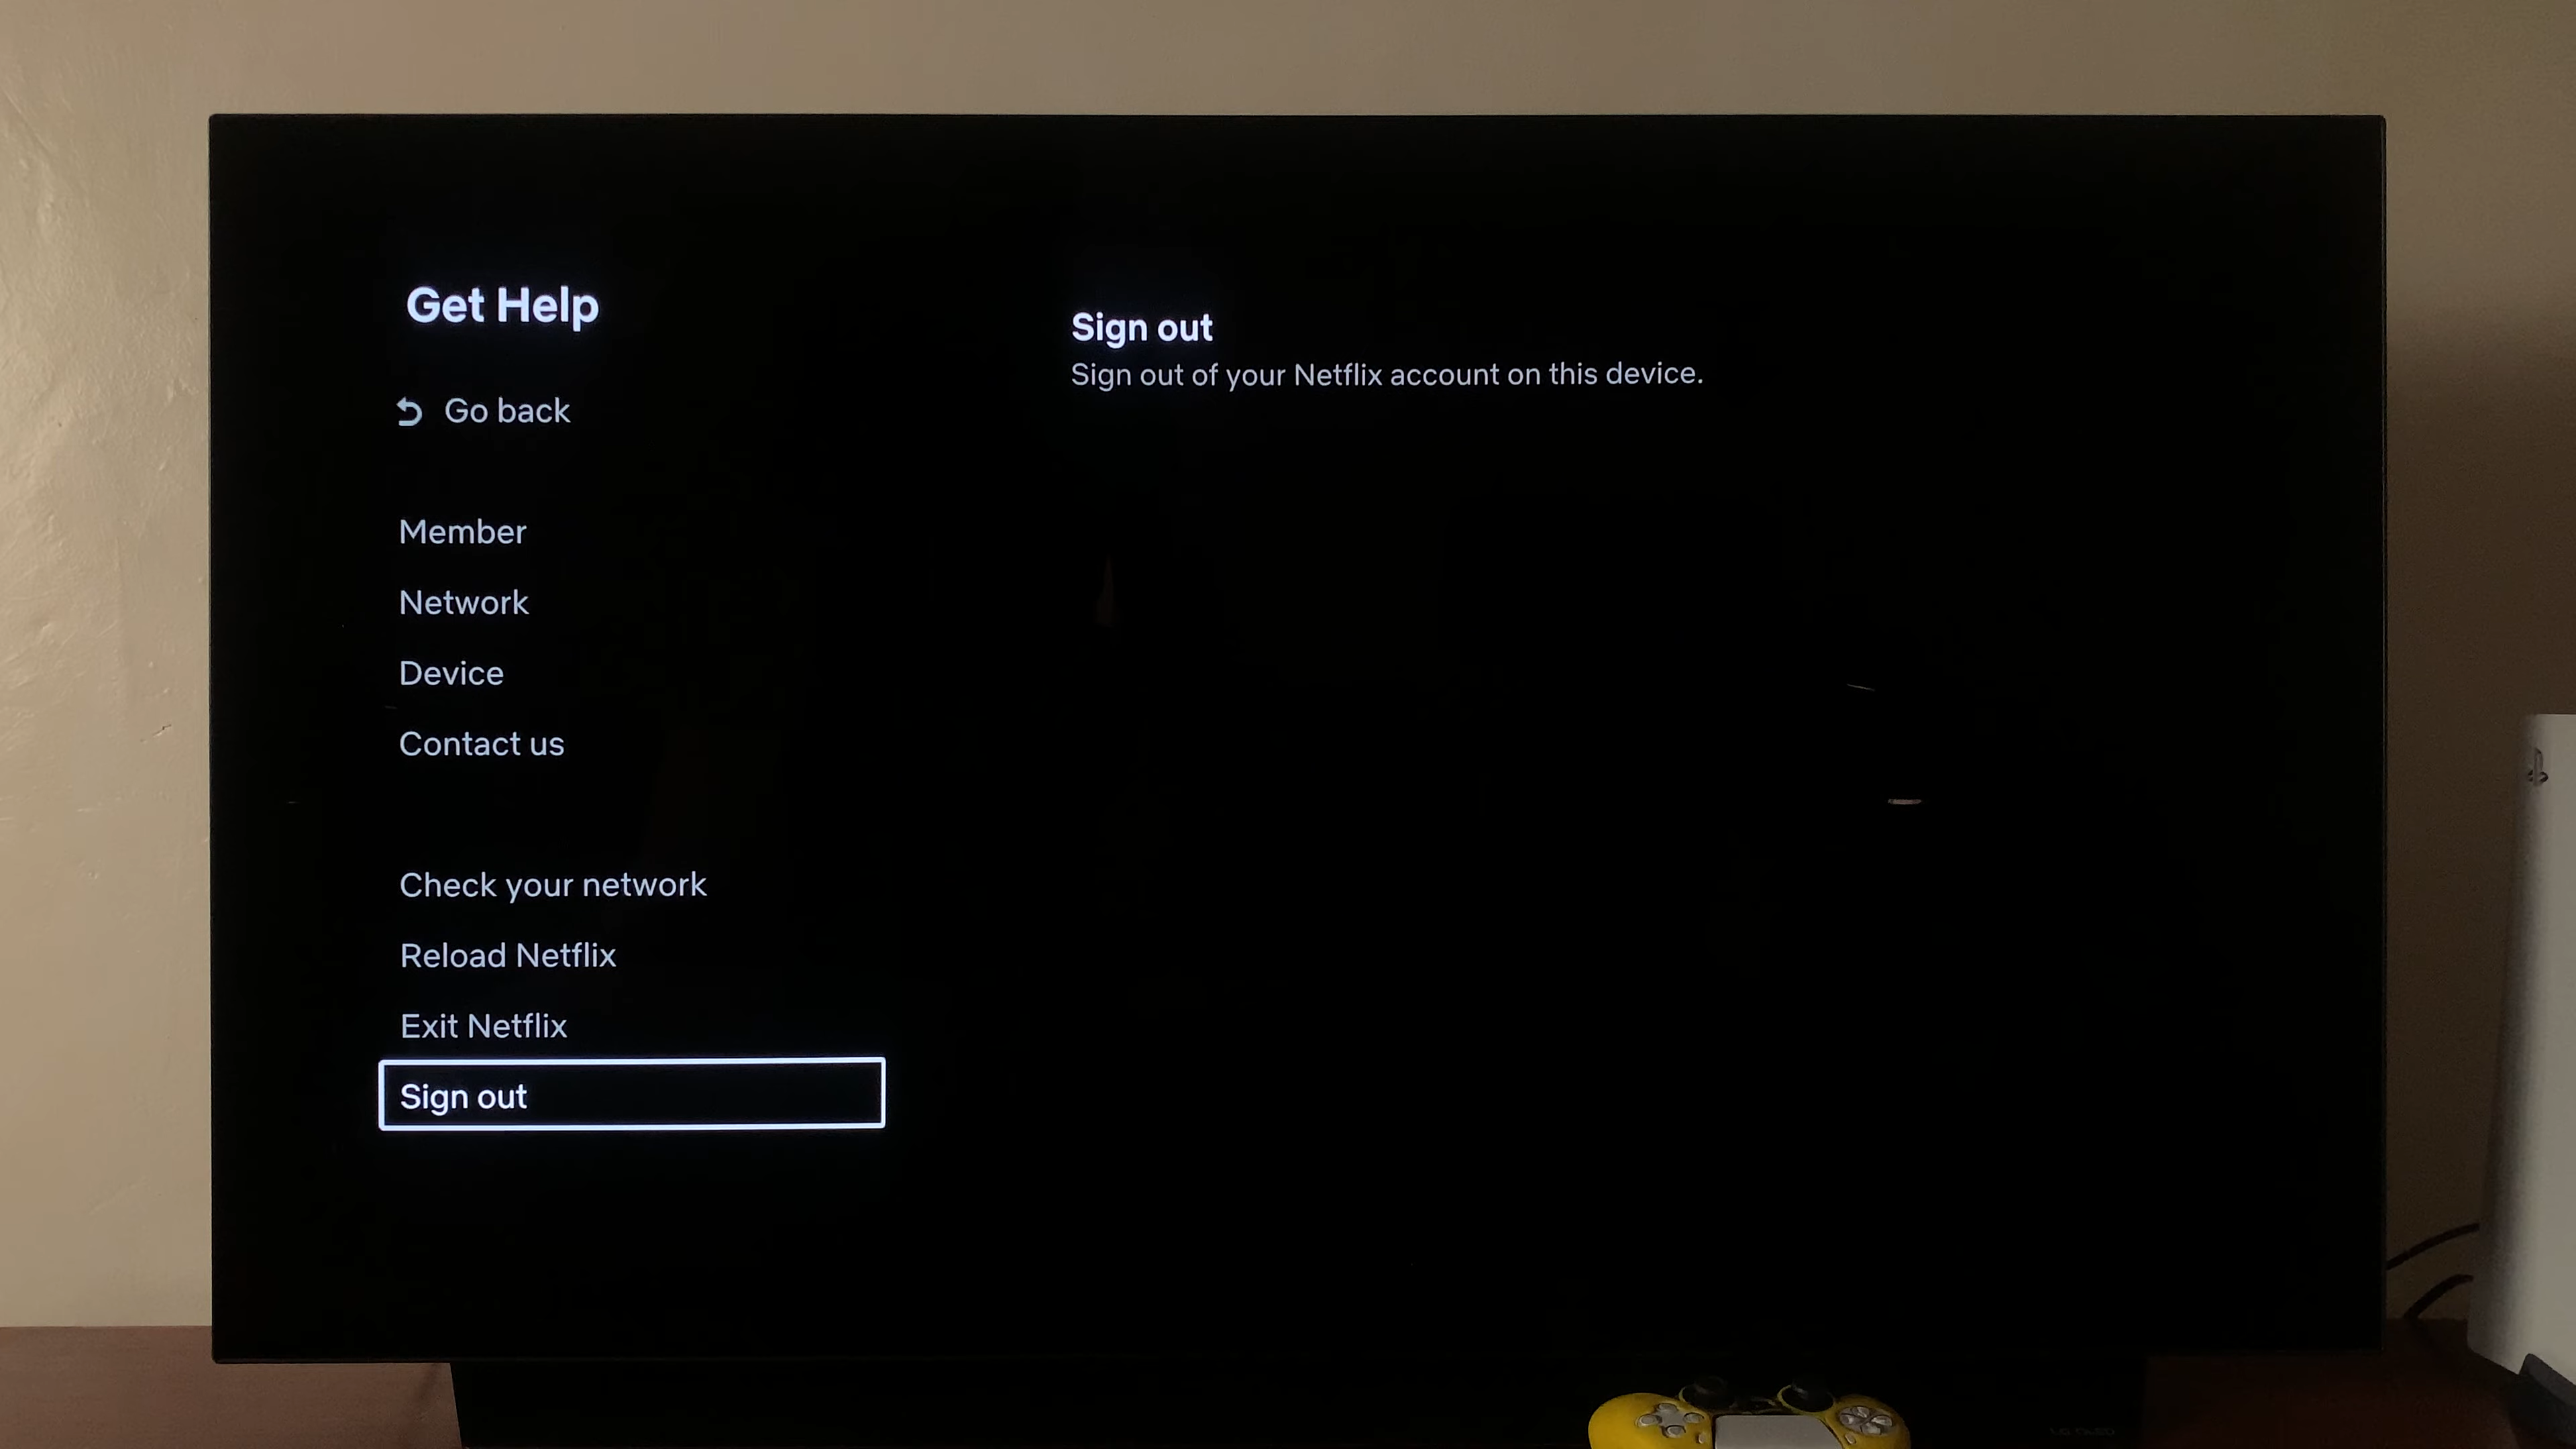 Get Help
Go back
Member
Network
Device
Contact us
Check your network
Reload Netflix
Exit Netflix
Sign out
Sign out
Sign out of your Netflix account on this device.